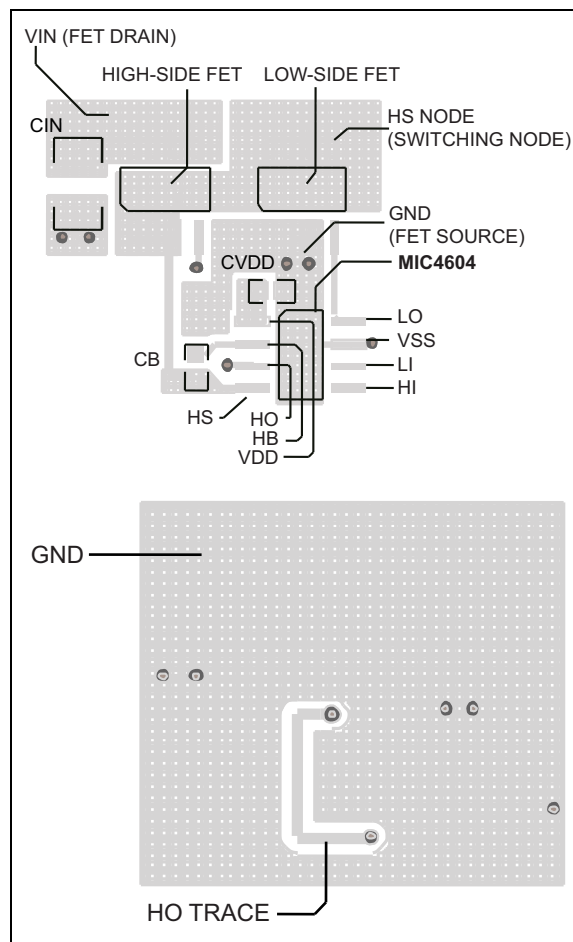 VIN (FET DRAIN)
HIGH-SIDE FET
LOW-SIDE FET
CIN
HS NODE
(SWITCHING NODE)
GND
(FET SOURCE)
CVDD
MIC4604
LO
VSS
CB
LI
HI
HS
HO
HB
VDD
GND
HO TRACE